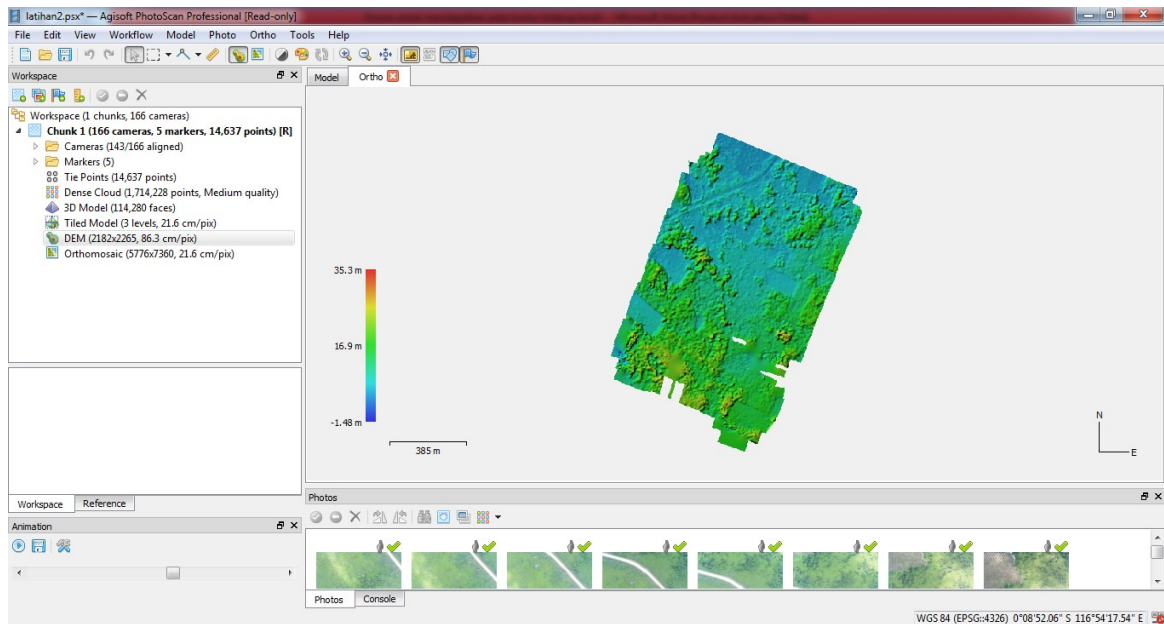 latihan2.psx* — Agisoft PhotoScan Professional [Read-only]
File Edit View Workflow Model Photo Ortho Tools Help
Workspace
Model Ortho
Workspace (1 chunks, 166 cameras)
Chunk 1 (166 cameras, 5 markers, 14,637 points) [R]
Cameras (143/166 aligned)
Markers (5)
Tie Points (14,637 points)
Dense Cloud (1,714,228 points, Medium quality)
3D Model (114,280 faces)
Tiled Model (3 levels, 21.6 cm/pix)
DEM (2182x2265, 86.3 cm/pix)
Orthomosaic (5776x7360, 21.6 cm/pix)
35.3 m
16.9 m
-1.48 m
385 m
N
E
Workspace Reference
Photos
Animation
Photos Console
WGS 84 (EPSG::4326) 0°08'52.06" S 116°54'17.54" E